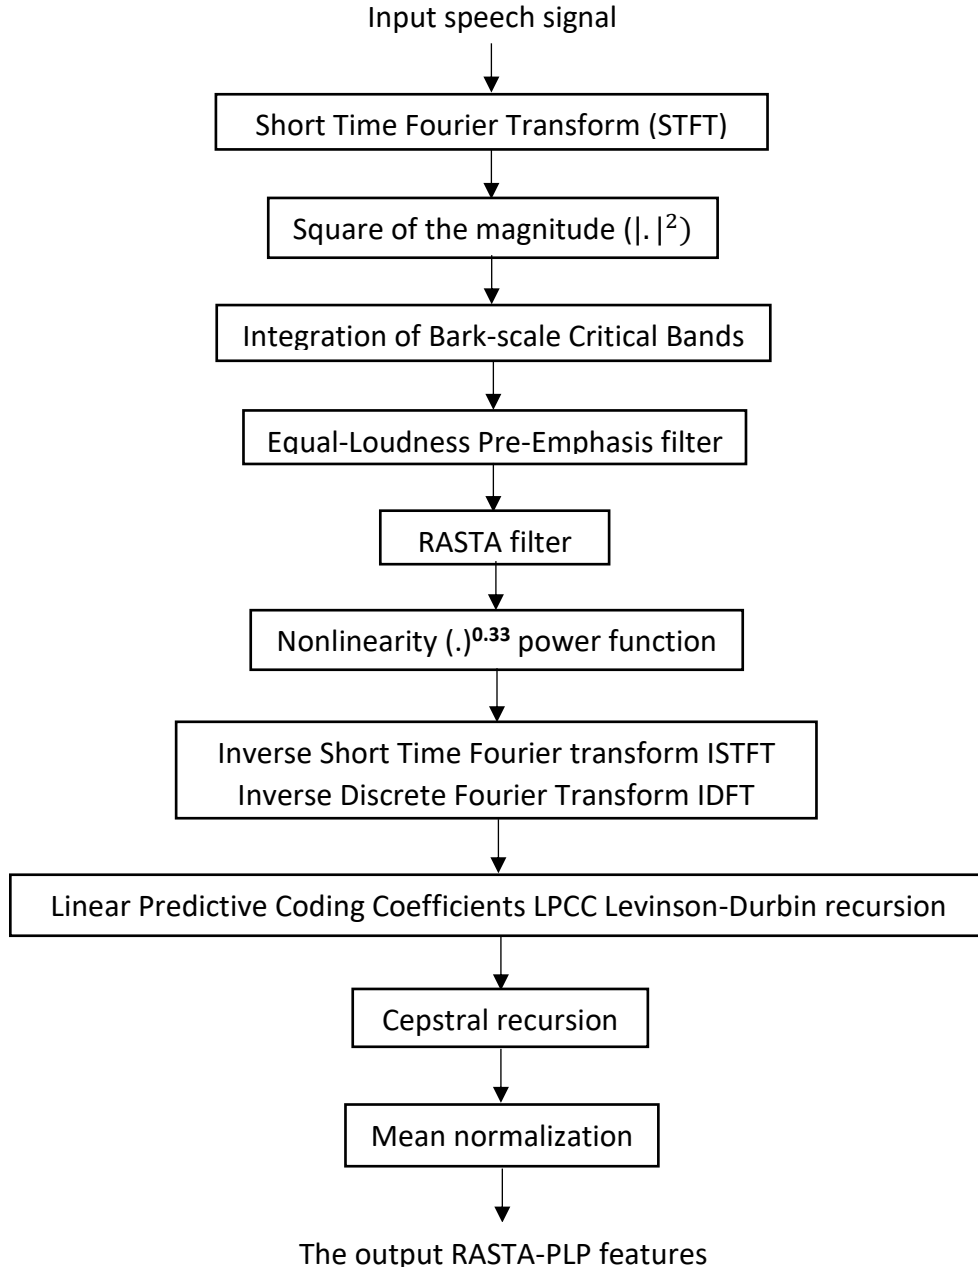 Input speech signal
Short Time Fourier Transform (STFT)
Square of the magnitude (|. |²)
Integration of Bark-scale Critical Bands
Equal-Loudness Pre-Emphasis filter
RASTA filter
Nonlinearity (.)⁰·³³ power function
Inverse Short Time Fourier transform ISTFT
Inverse Discrete Fourier Transform IDFT
Linear Predictive Coding Coefficients LPCC Levinson-Durbin recursion
Cepstral recursion
Mean normalization
The output RASTA-PLP features